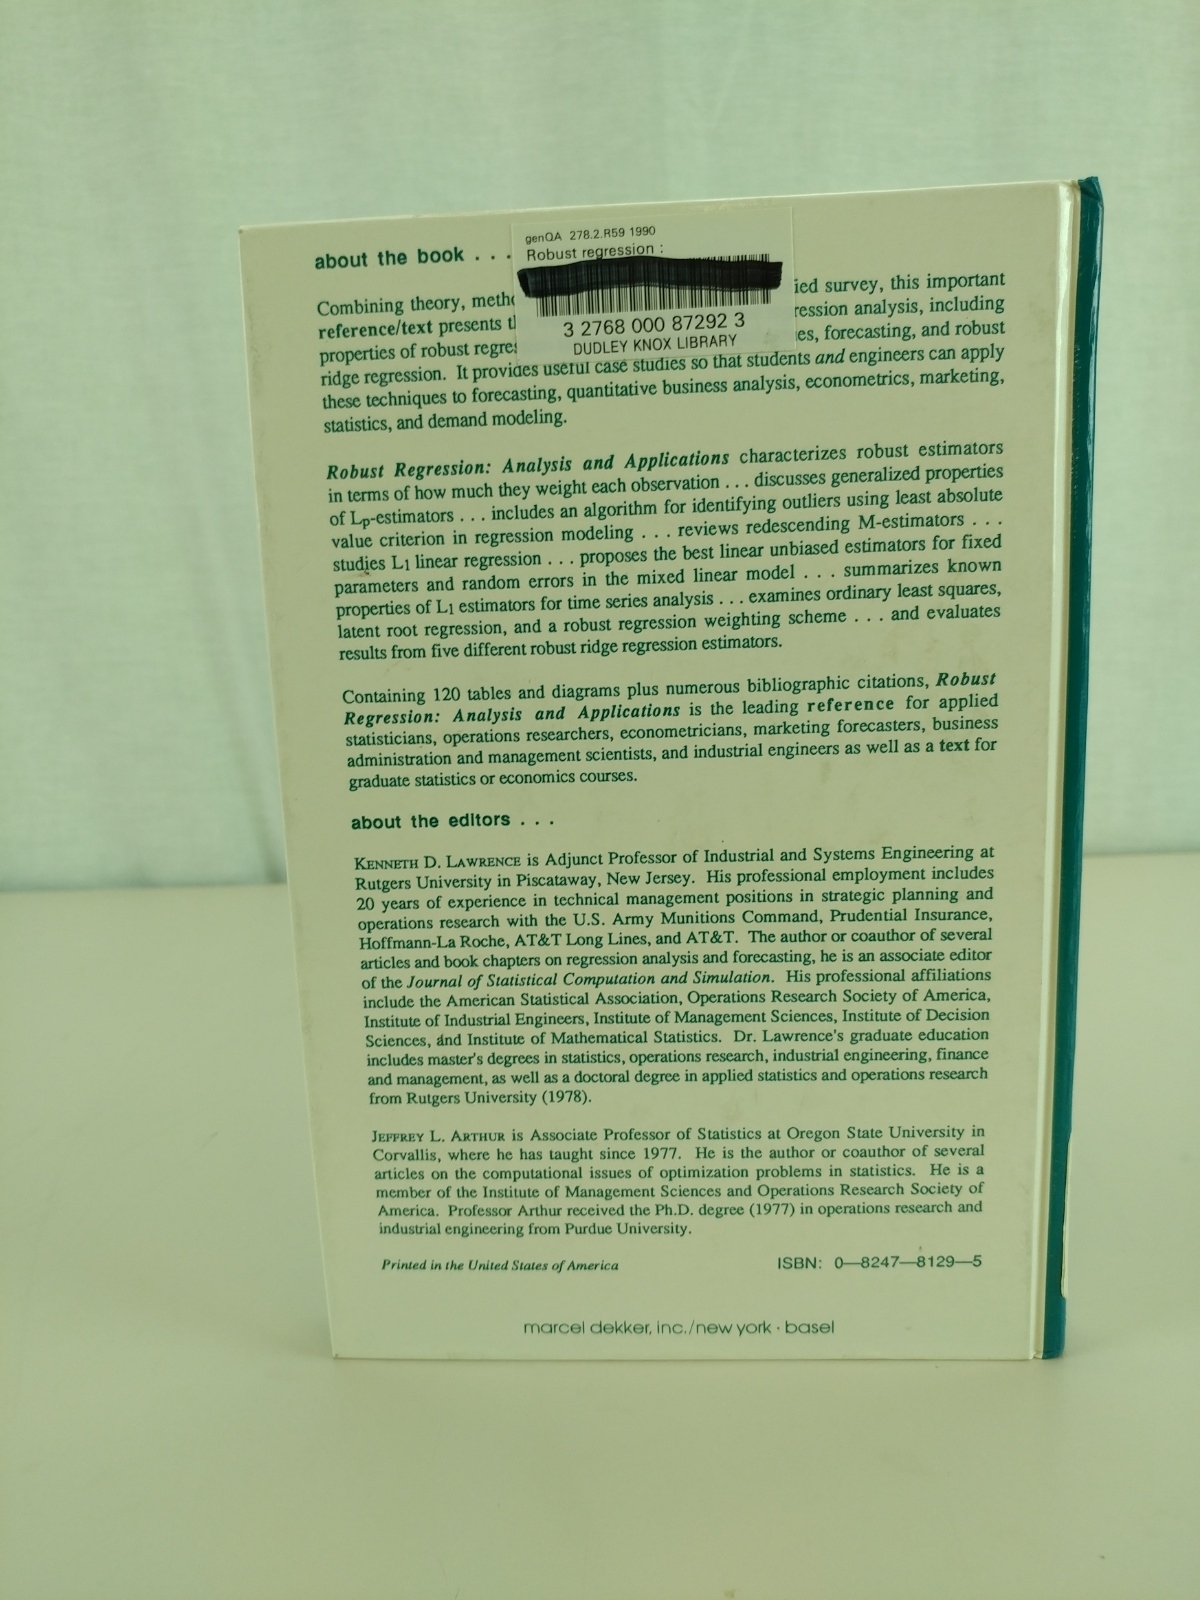 genQA 278.2.R59 1990
Robust regression :
3 2768 000 87292 3
DUDLEY KNOX LIBRARY
about the book . . .
Combining theory, ied survey, this important
reference/text presents ression analysis, including
properties of robust forecasting, and robust
ridge regression. It provides useful case studies so that students and engineers can apply
these techniques to forecasting, quantitative business analysis, econometrics, marketing,
statistics, and demand modeling.
Robust Regression: Analysis and Applications characterizes robust estimators
in terms of how much they weight each observation . . . discusses generalized properties
of Lp-estimators . . . includes an algorithm for identifying outliers using least absolute
value criterion in regression modeling . . . reviews redescending M-estimators . . .
studies L1 linear regression . . . proposes the best linear unbiased estimators for fixed
parameters and random errors in the mixed linear model . . . summarizes known
properties of L1 estimators for time series analysis . . . examines ordinary least squares,
latent root regression, and a robust regression weighting scheme . . . and evaluates
results from five different robust ridge regression estimators.
Containing 120 tables and diagrams plus numerous bibliographic citations, Robust
Regression: Analysis and Applications is the leading reference for applied
statisticians, operations researchers, econometricians, marketing forecasters, business
administration and management scientists, and industrial engineers as well as a text for
graduate statistics or economics courses.
about the editors . . .
KENNETH D. LAWRENCE is Adjunct Professor of Industrial and Systems Engineering at
Rutgers University in Piscataway, New Jersey. His professional employment includes
20 years of experience in technical management positions in strategic planning and
operations research with the U.S. Army Munitions Command, Prudential Insurance,
Hoffmann-La Roche, AT&T Long Lines, and AT&T. The author or coauthor of several
articles and book chapters on regression analysis and forecasting, he is an associate editor
of the Journal of Statistical Computation and Simulation. His professional affiliations
include the American Statistical Association, Operations Research Society of America,
Institute of Industrial Engineers, Institute of Management Sciences, Institute of Decision
Sciences, and Institute of Mathematical Statistics. Dr. Lawrence's graduate education
includes master's degrees in statistics, operations research, industrial engineering, finance
and management, as well as a doctoral degree in applied statistics and operations research
from Rutgers University (1978).
JEFFREY L. ARTHUR is Associate Professor of Statistics at Oregon State University in
Corvallis, where he has taught since 1977. He is the author or coauthor of several
articles on the computational issues of optimization problems in statistics. He is a
member of the Institute of Management Sciences and Operations Research Society of
America. Professor Arthur received the Ph.D. degree (1977) in operations research and
industrial engineering from Purdue University.
Printed in the United States of America ISBN: 0—8247—8129—5
marcel dekker, inc./new york · basel